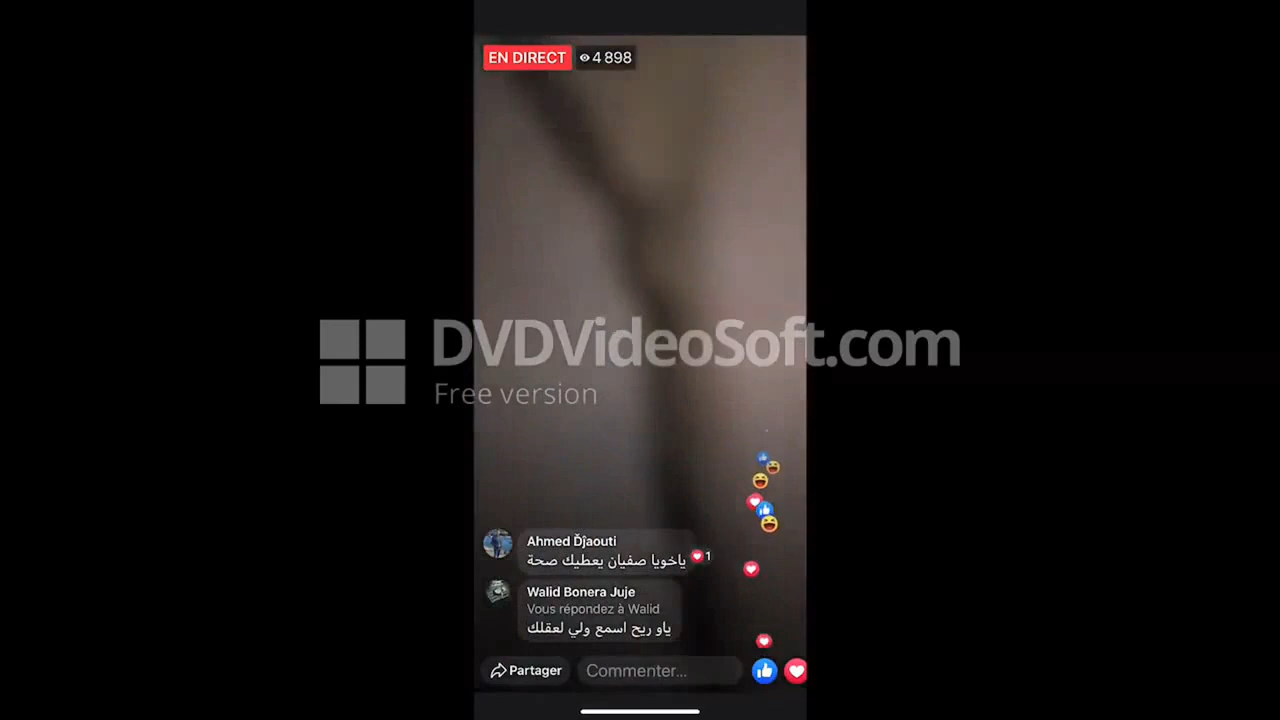 EN DIRECT 4 898
DVDVideoSoft.com
Free version
Ahmed Ďĵaouti
ياخويا صفيان يعطيك صحة
1
Walid Bonera Juje
Vous répondez à Walid
ياو ريح اسمع ولي لعقلك
Partager
Commenter...